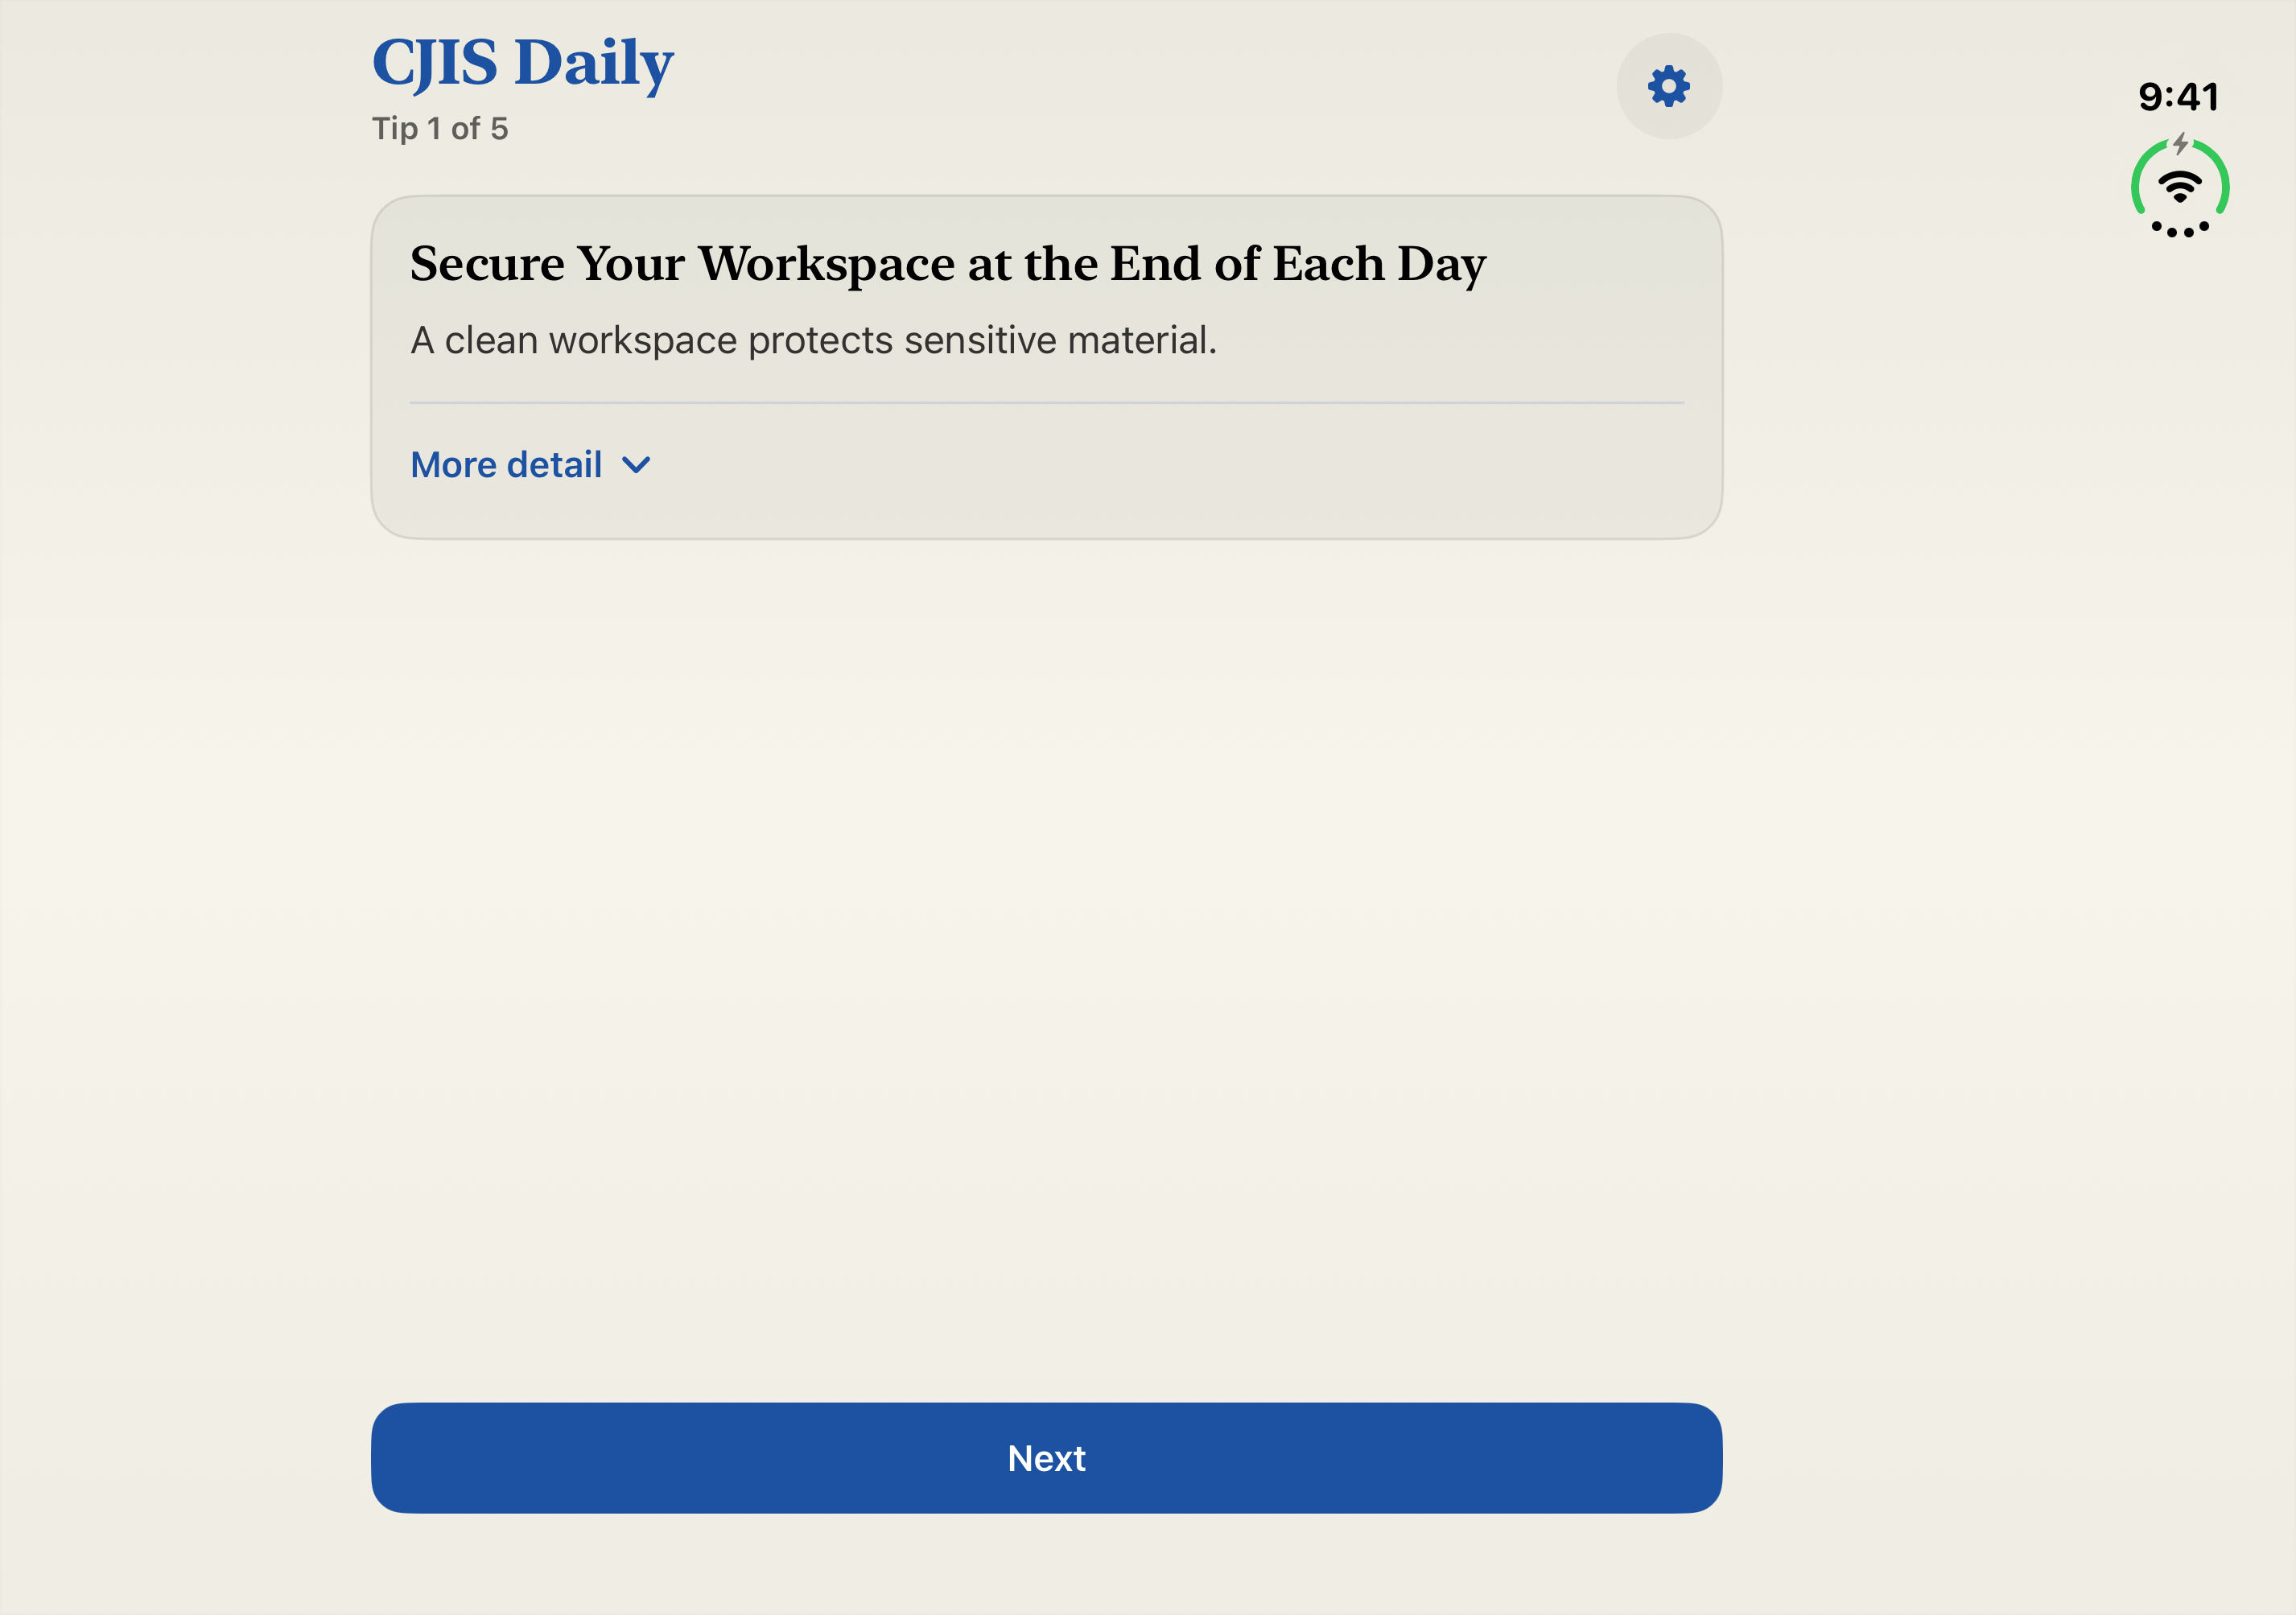 CJIS Daily
Tip 1 of 5
9:41
Secure Your Workspace at the End of Each Day
A clean workspace protects sensitive material.
More detail
Next